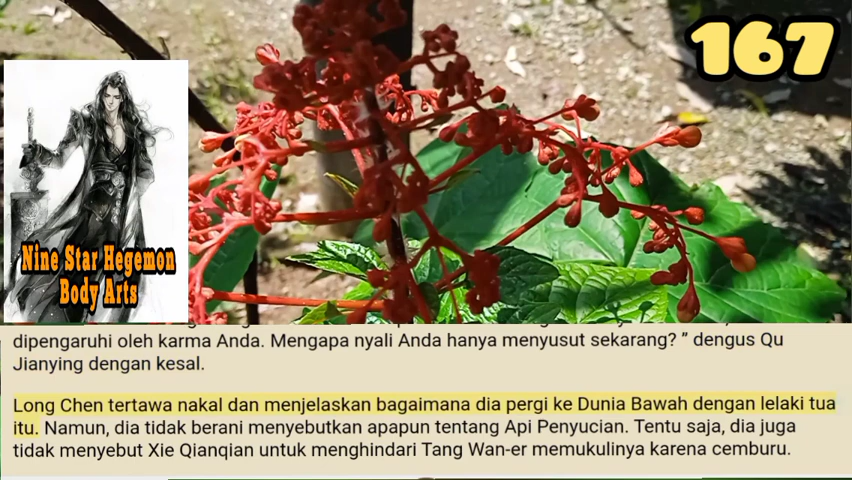 167
Nine Star Hegemon
Body Arts
dipengaruhi oleh karma Anda. Mengapa nyali Anda hanya menyusut sekarang? ” dengus Qu
Jianying dengan kesal.
Long Chen tertawa nakal dan menjelaskan bagaimana dia pergi ke Dunia Bawah dengan lelaki tua
itu. Namun, dia tidak berani menyebutkan apapun tentang Api Penyucian. Tentu saja, dia juga
tidak menyebut Xie Qianqian untuk menghindari Tang Wan-er memukulinya karena cemburu.